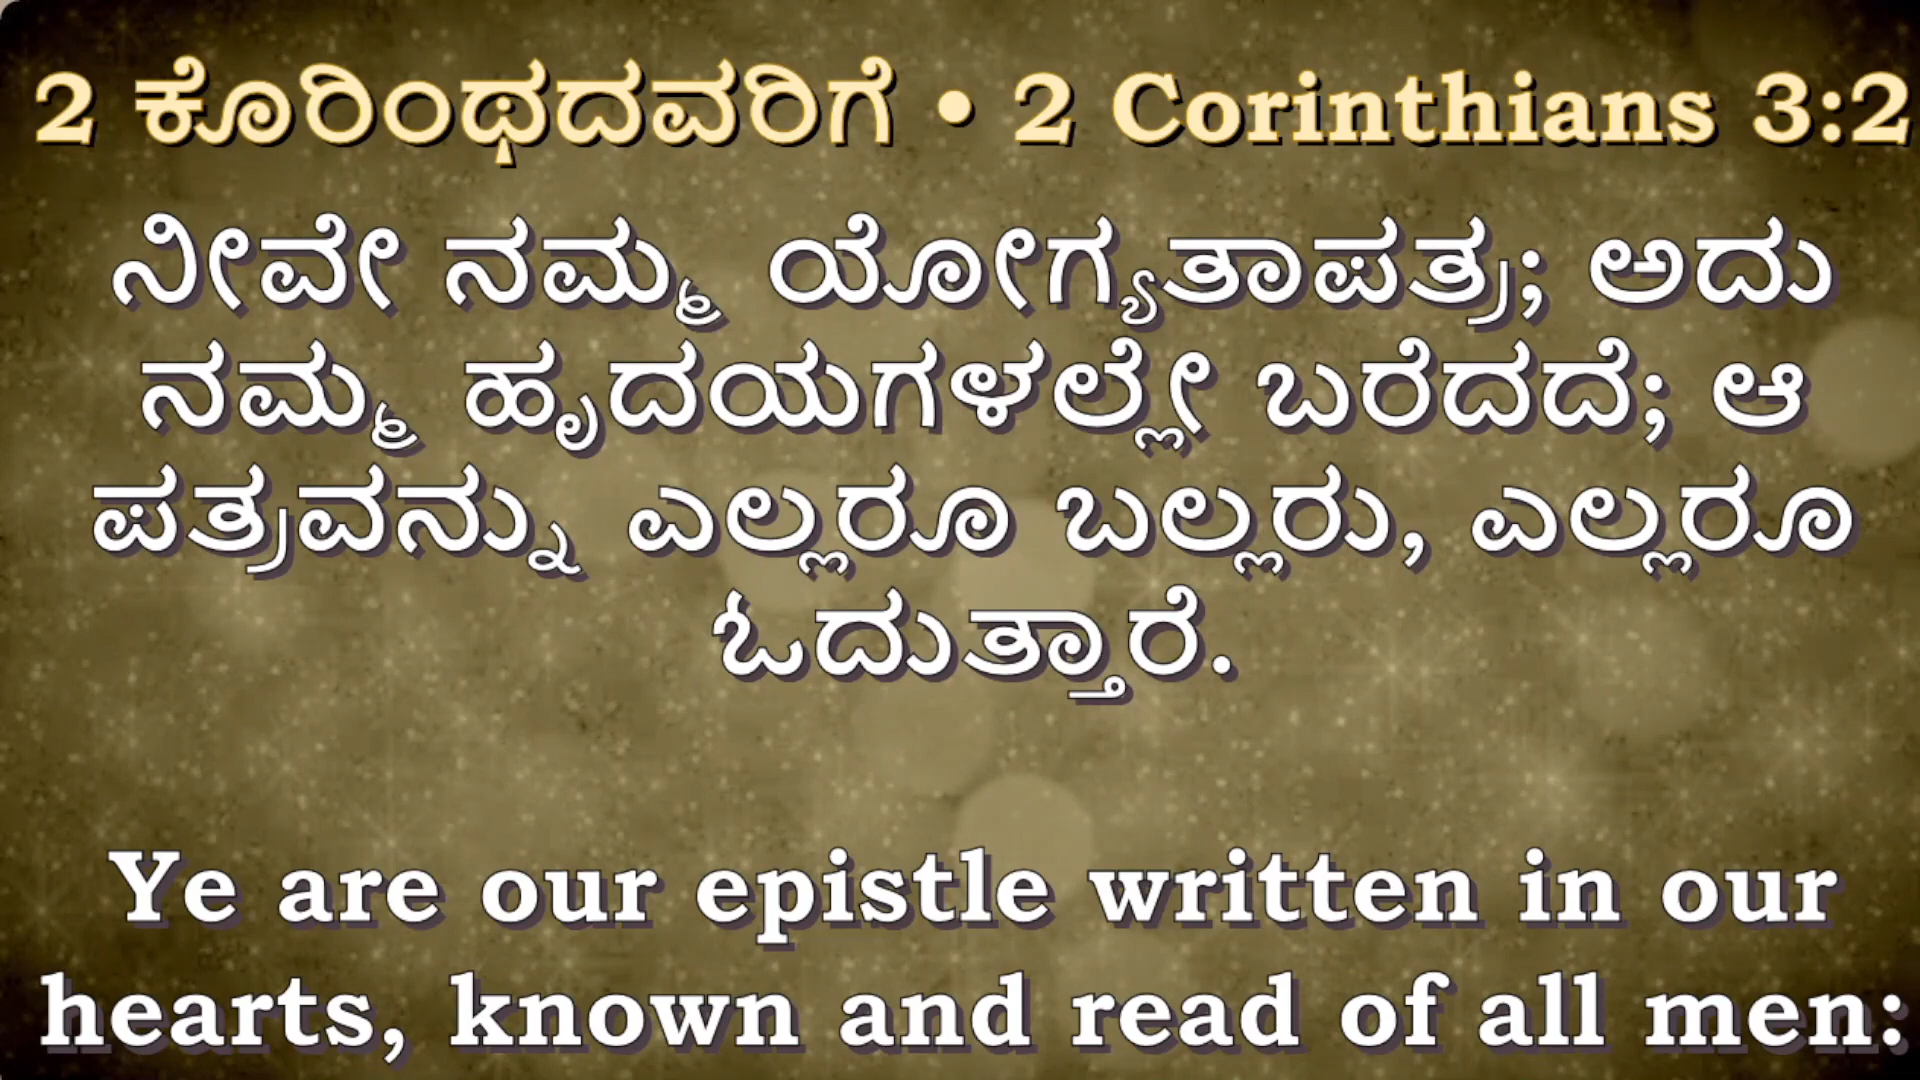 2 ಕೊರಿಂಥದವರಿಗೆ • 2 Corinthians 3:2
ನೀವೇ ನಮ್ಮ ಯೋಗ್ಯತಾಪತ್ರ; ಅದು
ನಮ್ಮ ಹೃದಯಗಳಲ್ಲೇ ಬರೆದದೆ; ಆ
ಪತ್ರವನ್ನು ಎಲ್ಲರೂ ಬಲ್ಲರು, ಎಲ್ಲರೂ
ಓದುತ್ತಾರೆ.
Ye are our epistle written in our
hearts, known and read of all men: